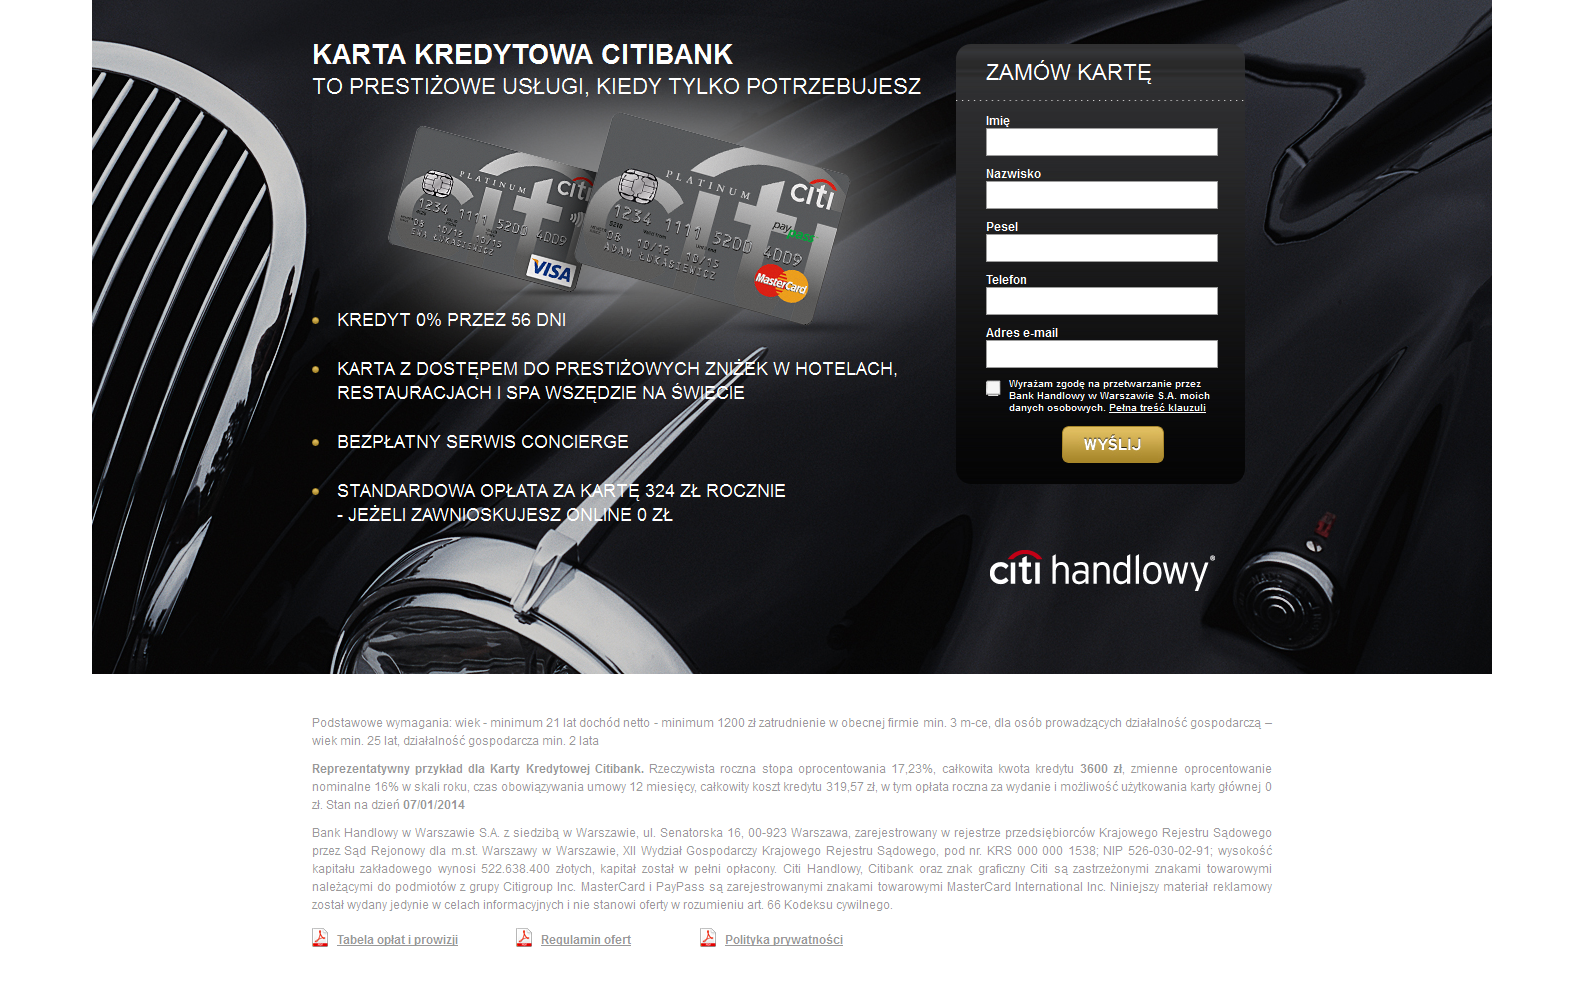 KARTA KREDYTOWA CITIBANK
TO PRESTIŻOWE USŁUGI, KIEDY TYLKO POTRZEBUJESZ
PLATINUM
citi
1234 1111 5200 4009
08 10/12 10/15
EWA ŁUKASIEWICZ
VISA
PLATINUM
citi
1234 1111 5200 4009
pay pass
08 10/12 10/15
ADAM ŁUKASIEWICZ
MasterCard
KREDYT 0% PRZEZ 56 DNI
KARTA Z DOSTĘPEM DO PRESTIŻOWYCH ZNIŻEK W HOTELACH,
RESTAURACJACH I SPA WSZĘDZIE NA ŚWIECIE
BEZPŁATNY SERWIS CONCIERGE
STANDARDOWA OPŁATA ZA KARTĘ 324 ZŁ ROCZNIE
- JEŻELI ZAWNIOSKUJESZ ONLINE 0 ZŁ
ZAMÓW KARTĘ
Imię
Nazwisko
Pesel
Telefon
Adres e-mail
Wyrażam zgodę na przetwarzanie przez
Bank Handlowy w Warszawie S.A. moich
danych osobowych. Pełna treść klauzuli
WYŚLIJ
citi handlowy®
Podstawowe wymagania: wiek - minimum 21 lat dochód netto - minimum 1200 zł zatrudnienie w obecnej firmie min. 3 m-ce, dla osób prowadzących działalność gospodarczą –
wiek min. 25 lat, działalność gospodarcza min. 2 lata
Reprezentatywny przykład dla Karty Kredytowej Citibank. Rzeczywista roczna stopa oprocentowania 17,23%, całkowita kwota kredytu 3600 zł, zmienne oprocentowanie
nominalne 16% w skali roku, czas obowiązywania umowy 12 miesięcy, całkowity koszt kredytu 319,57 zł, w tym opłata roczna za wydanie i możliwość użytkowania karty głównej 0
zł. Stan na dzień 07/01/2014
Bank Handlowy w Warszawie S.A. z siedzibą w Warszawie, ul. Senatorska 16, 00-923 Warszawa, zarejestrowany w rejestrze przedsiębiorców Krajowego Rejestru Sądowego
przez Sąd Rejonowy dla m.st. Warszawy w Warszawie, XII Wydział Gospodarczy Krajowego Rejestru Sądowego, pod nr. KRS 000 000 1538; NIP 526-030-02-91; wysokość
kapitału zakładowego wynosi 522.638.400 złotych, kapitał został w pełni opłacony. Citi Handlowy, Citibank oraz znak graficzny Citi są zastrzeżonymi znakami towarowymi
należącymi do podmiotów z grupy Citigroup Inc. MasterCard i PayPass są zarejestrowanymi znakami towarowymi MasterCard International Inc. Niniejszy materiał reklamowy
został wydany jedynie w celach informacyjnych i nie stanowi oferty w rozumieniu art. 66 Kodeksu cywilnego.
Tabela opłat i prowizji
Regulamin ofert
Polityka prywatności